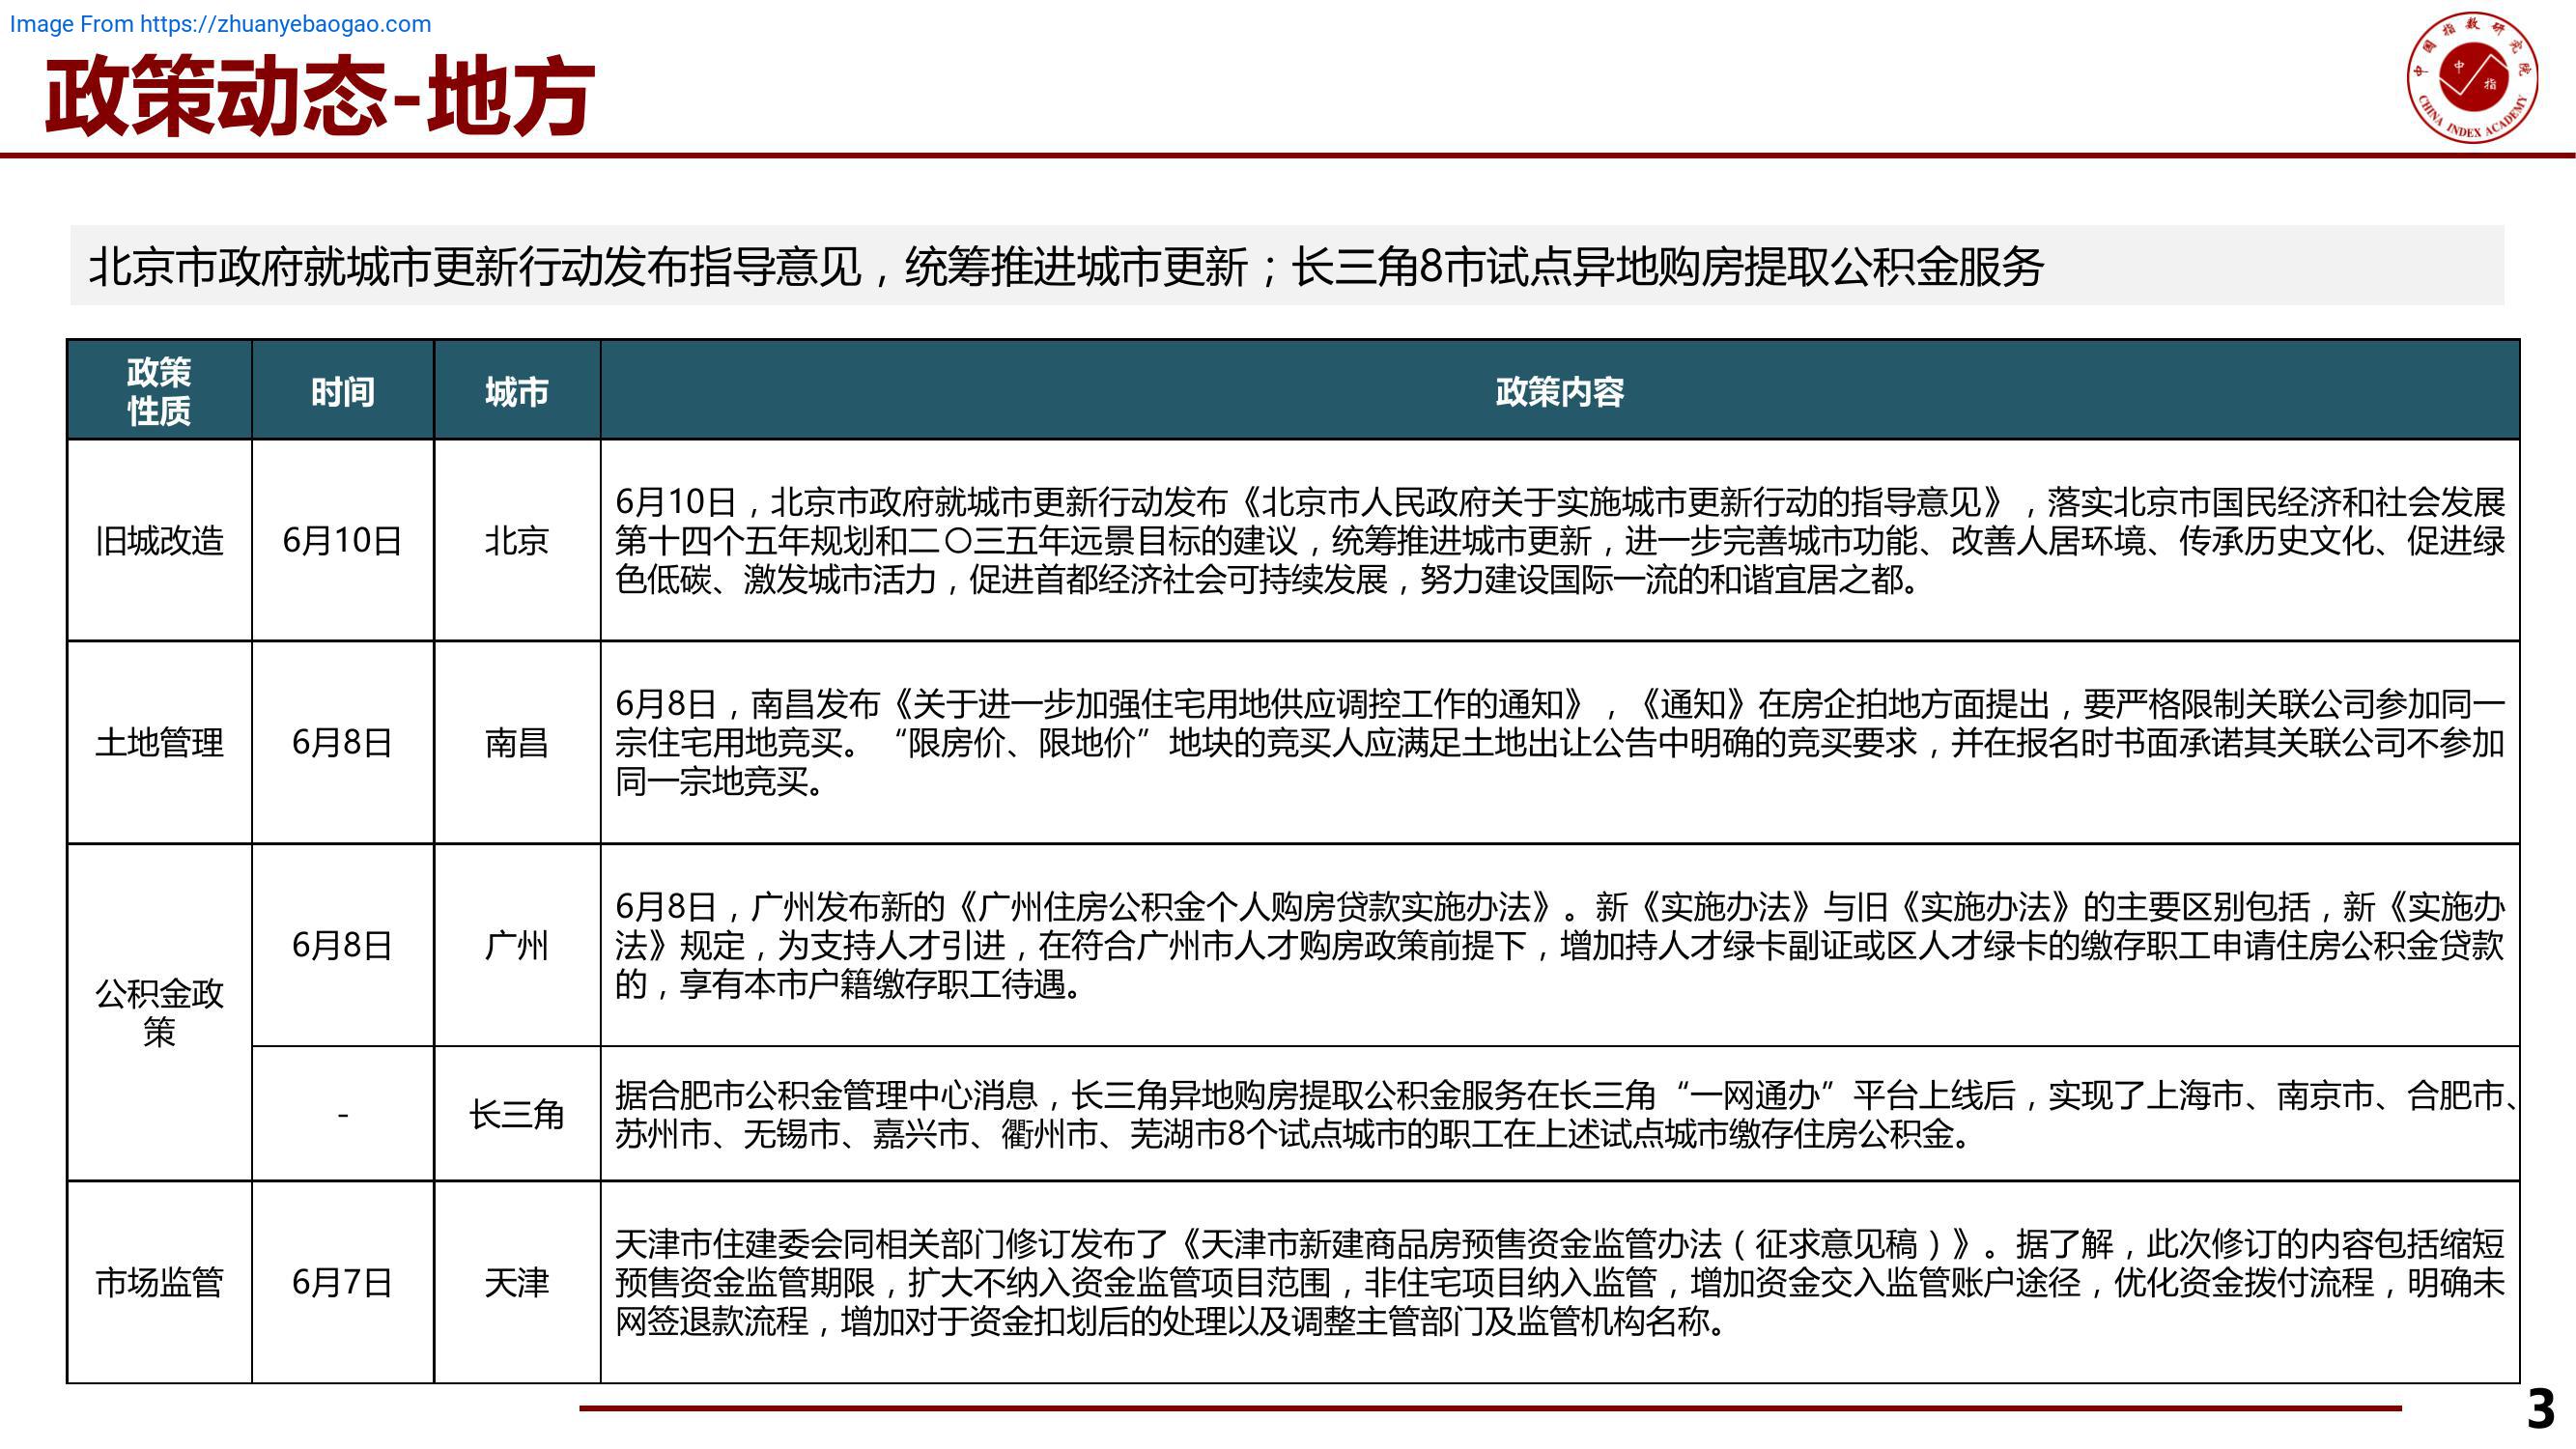 Image From https://zhuanyebaogao.com
政策动态-地方
中国指数研究院
中
指
CHINA INDEX ACADEMY
北京市政府就城市更新行动发布指导意见，统筹推进城市更新；长三角8市试点异地购房提取公积金服务
政策
性质
时间
城市
政策内容
旧城改造
6月10日
北京
6月10日，北京市政府就城市更新行动发布《北京市人民政府关于实施城市更新行动的指导意见》，落实北京市国民经济和社会发展
第十四个五年规划和二〇三五年远景目标的建议，统筹推进城市更新，进一步完善城市功能、改善人居环境、传承历史文化、促进绿
色低碳、激发城市活力，促进首都经济社会可持续发展，努力建设国际一流的和谐宜居之都。
土地管理
6月8日
南昌
6月8日，南昌发布《关于进一步加强住宅用地供应调控工作的通知》，《通知》在房企拍地方面提出，要严格限制关联公司参加同一
宗住宅用地竞买。“限房价、限地价”地块的竞买人应满足土地出让公告中明确的竞买要求，并在报名时书面承诺其关联公司不参加
同一宗地竞买。
公积金政
策
6月8日
广州
6月8日，广州发布新的《广州住房公积金个人购房贷款实施办法》。新《实施办法》与旧《实施办法》的主要区别包括，新《实施办
法》规定，为支持人才引进，在符合广州市人才购房政策前提下，增加持人才绿卡副证或区人才绿卡的缴存职工申请住房公积金贷款
的，享有本市户籍缴存职工待遇。
-
长三角
据合肥市公积金管理中心消息，长三角异地购房提取公积金服务在长三角“一网通办”平台上线后，实现了上海市、南京市、合肥市、
苏州市、无锡市、嘉兴市、衢州市、芜湖市8个试点城市的职工在上述试点城市缴存住房公积金。
市场监管
6月7日
天津
天津市住建委会同相关部门修订发布了《天津市新建商品房预售资金监管办法（征求意见稿）》。据了解，此次修订的内容包括缩短
预售资金监管期限，扩大不纳入资金监管项目范围，非住宅项目纳入监管，增加资金交入监管账户途径，优化资金拨付流程，明确未
网签退款流程，增加对于资金扣划后的处理以及调整主管部门及监管机构名称。
3